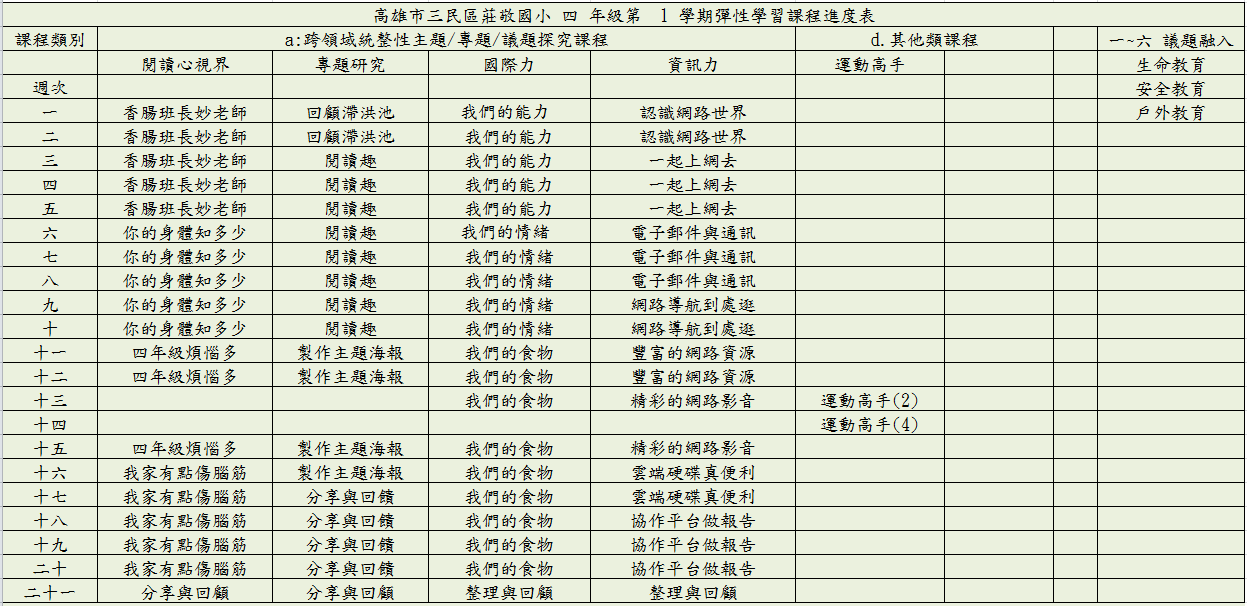 高雄市三民區莊敬國小 四 年級第 1 學期彈性學習課程進度表
課程類別 a:跨領域統整性主題/專題/議題探究課程 d.其他類課程 一~六 議題融入
閱讀心視界 專題研究 國際力 資訊力 運動高手 生命教育
週次 安全教育
一 香腸班長妙老師 回顧滯洪池 我們的能力 認識網路世界 戶外教育
二 香腸班長妙老師 回顧滯洪池 我們的能力 認識網路世界
三 香腸班長妙老師 閱讀趣 我們的能力 一起上網去
四 香腸班長妙老師 閱讀趣 我們的能力 一起上網去
五 香腸班長妙老師 閱讀趣 我們的能力 一起上網去
六 你的身體知多少 閱讀趣 我們的情緒 電子郵件與通訊
七 你的身體知多少 閱讀趣 我們的情緒 電子郵件與通訊
八 你的身體知多少 閱讀趣 我們的情緒 電子郵件與通訊
九 你的身體知多少 閱讀趣 我們的情緒 網路導航到處逛
十 你的身體知多少 閱讀趣 我們的情緒 網路導航到處逛
十一 四年級煩惱多 製作主題海報 我們的食物 豐富的網路資源
十二 四年級煩惱多 製作主題海報 我們的食物 豐富的網路資源
十三 我們的食物 精彩的網路影音 運動高手(2)
十四 運動高手(4)
十五 四年級煩惱多 製作主題海報 我們的食物 精彩的網路影音
十六 我家有點傷腦筋 製作主題海報 我們的食物 雲端硬碟真便利
十七 我家有點傷腦筋 分享與回饋 我們的食物 雲端硬碟真便利
十八 我家有點傷腦筋 分享與回饋 我們的食物 協作平台做報告
十九 我家有點傷腦筋 分享與回饋 我們的食物 協作平台做報告
二十 我家有點傷腦筋 分享與回饋 我們的食物 協作平台做報告
二十一 分享與回顧 分享與回顧 整理與回顧 整理與回顧